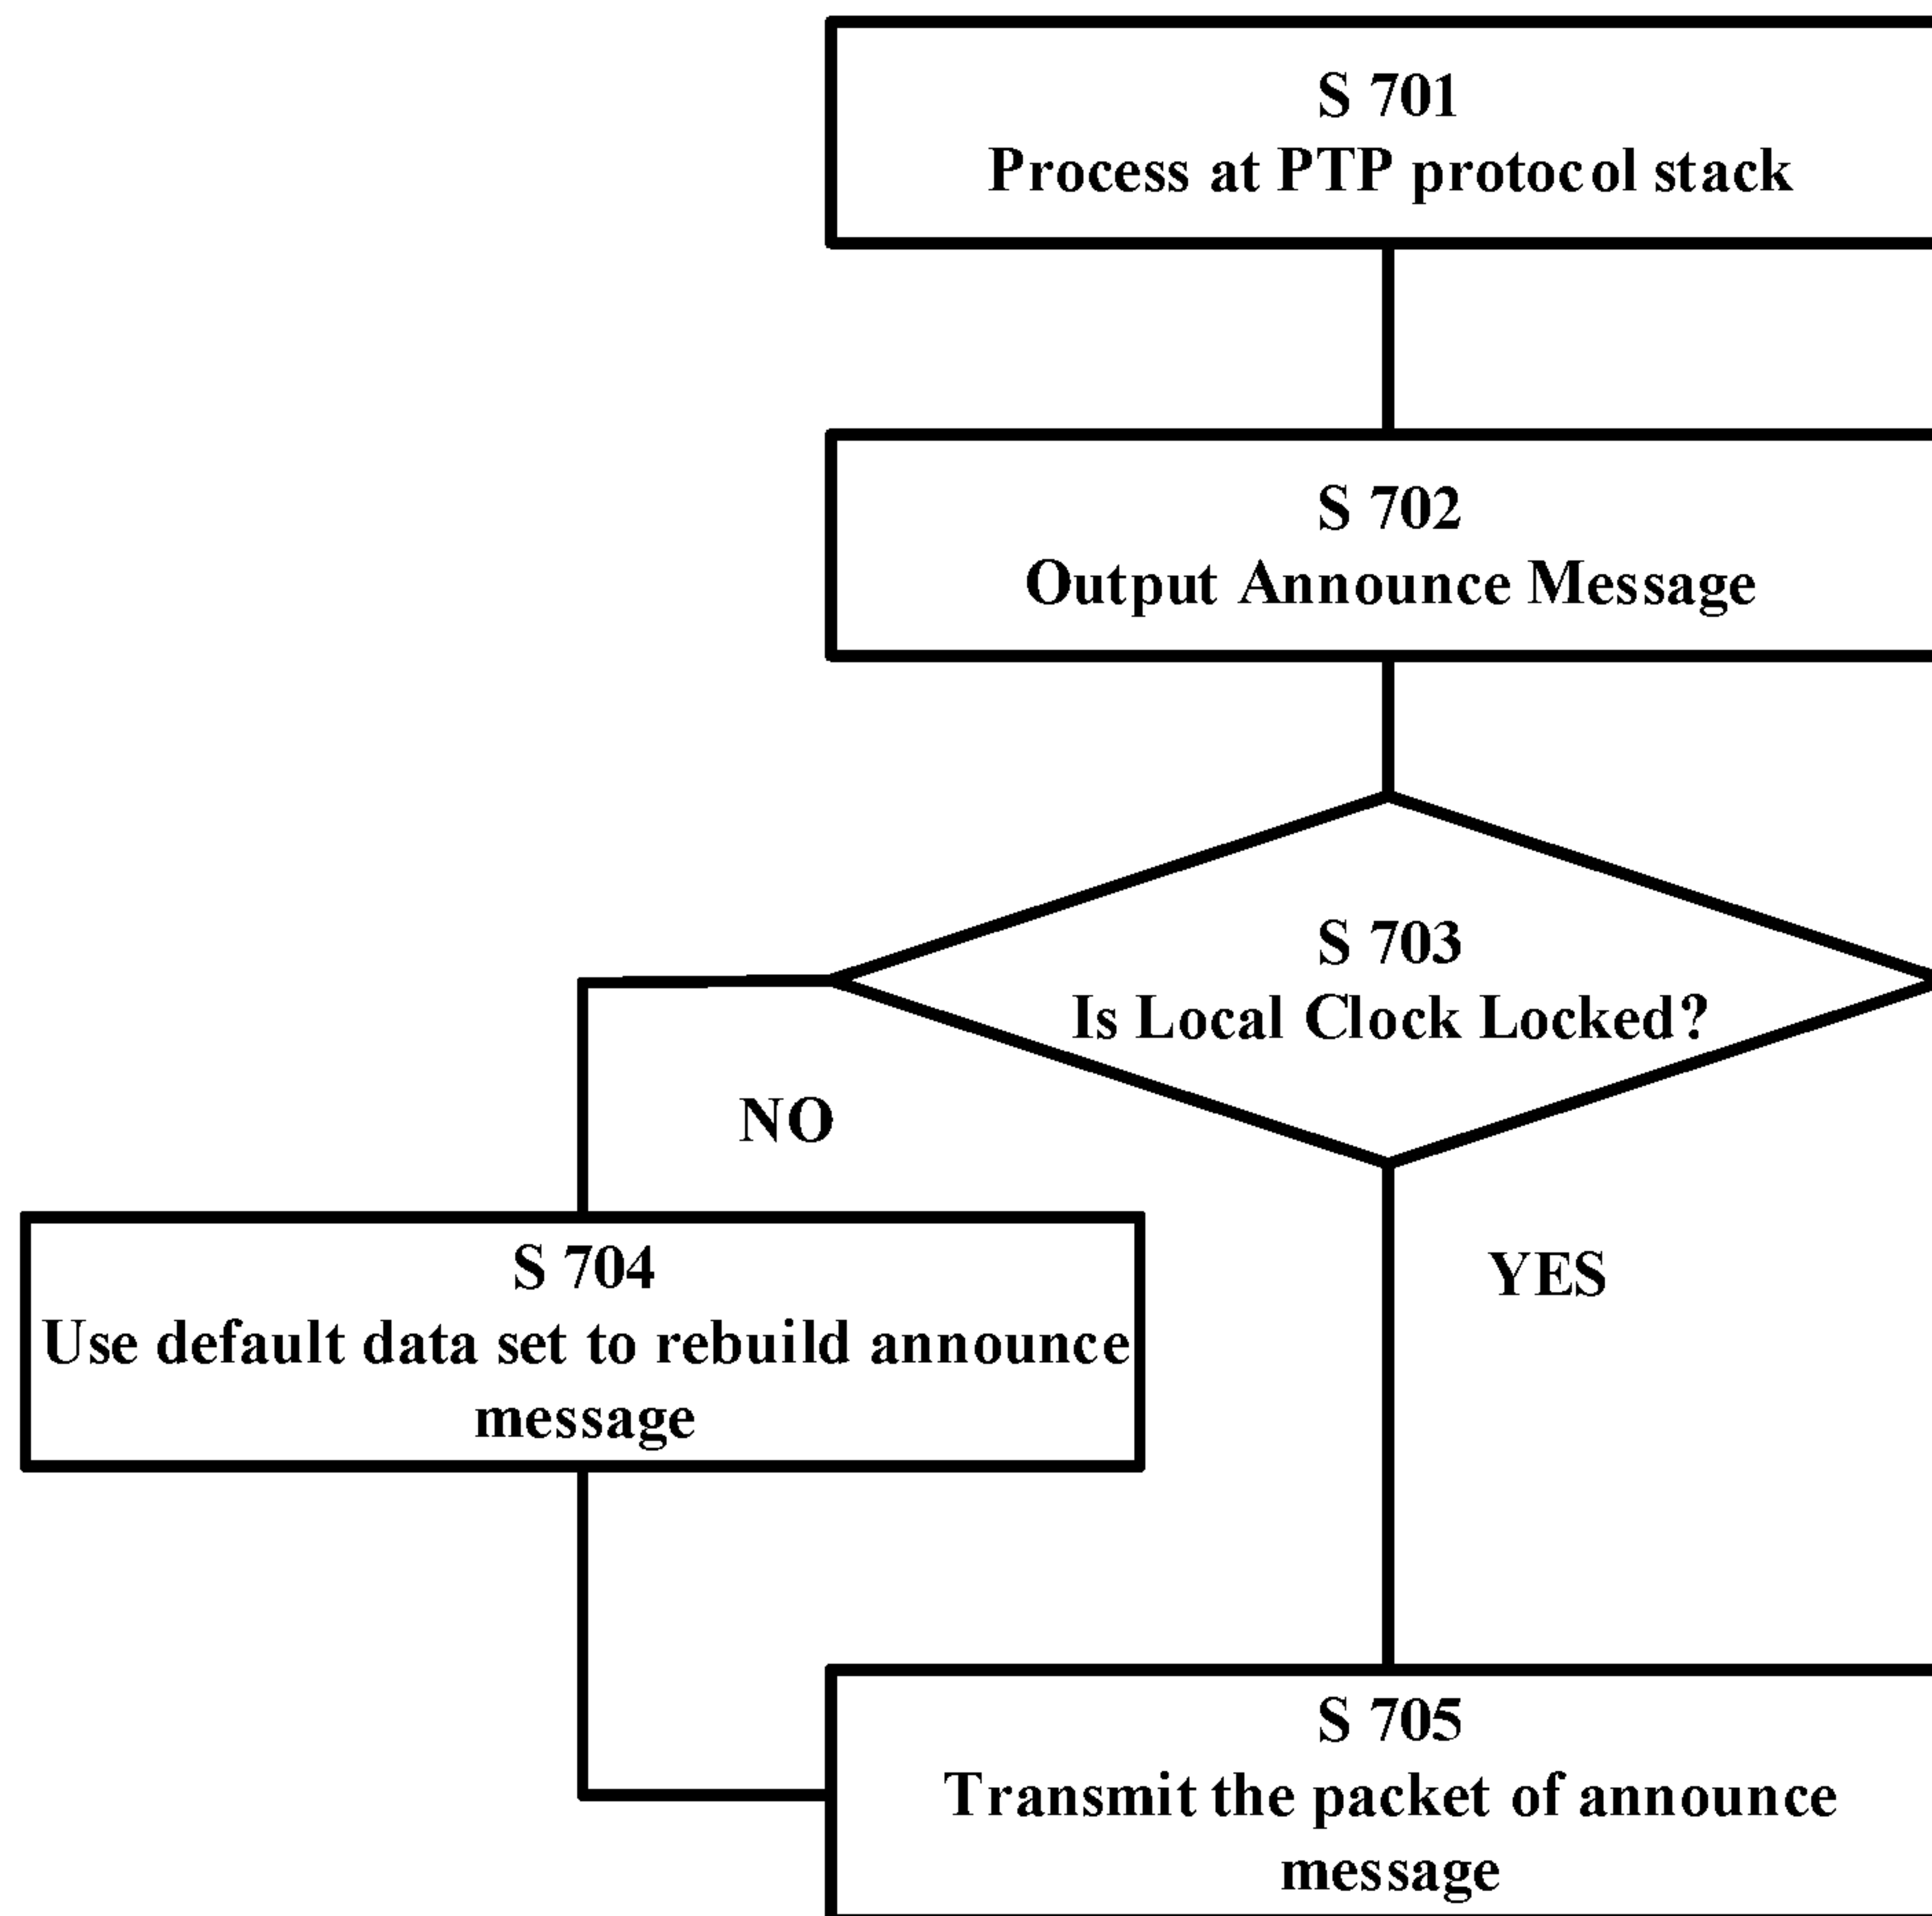 S 701
Process at PTP protocol stack
S 702
Output Announce Message
S 703
Is Local Clock Locked?
NO
YES
S 704
Use default data set to rebuild announce
message
S 705
Transmit the packet of announce
message